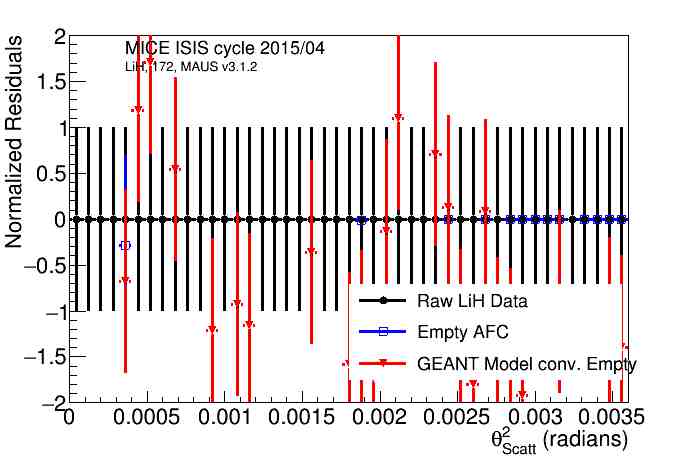 MICE ISIS cycle 2015/04
LiH, 172, MAUS v3.1.2
Normalized Residuals
2
1.5
1
0.5
0
−0.5
−1
−1.5
−2
Raw LiH Data
Empty AFC
GEANT Model conv. Empty
0 0.0005 0.001 0.0015 0.002 0.0025 0.003 0.0035
θ²Scatt (radians)